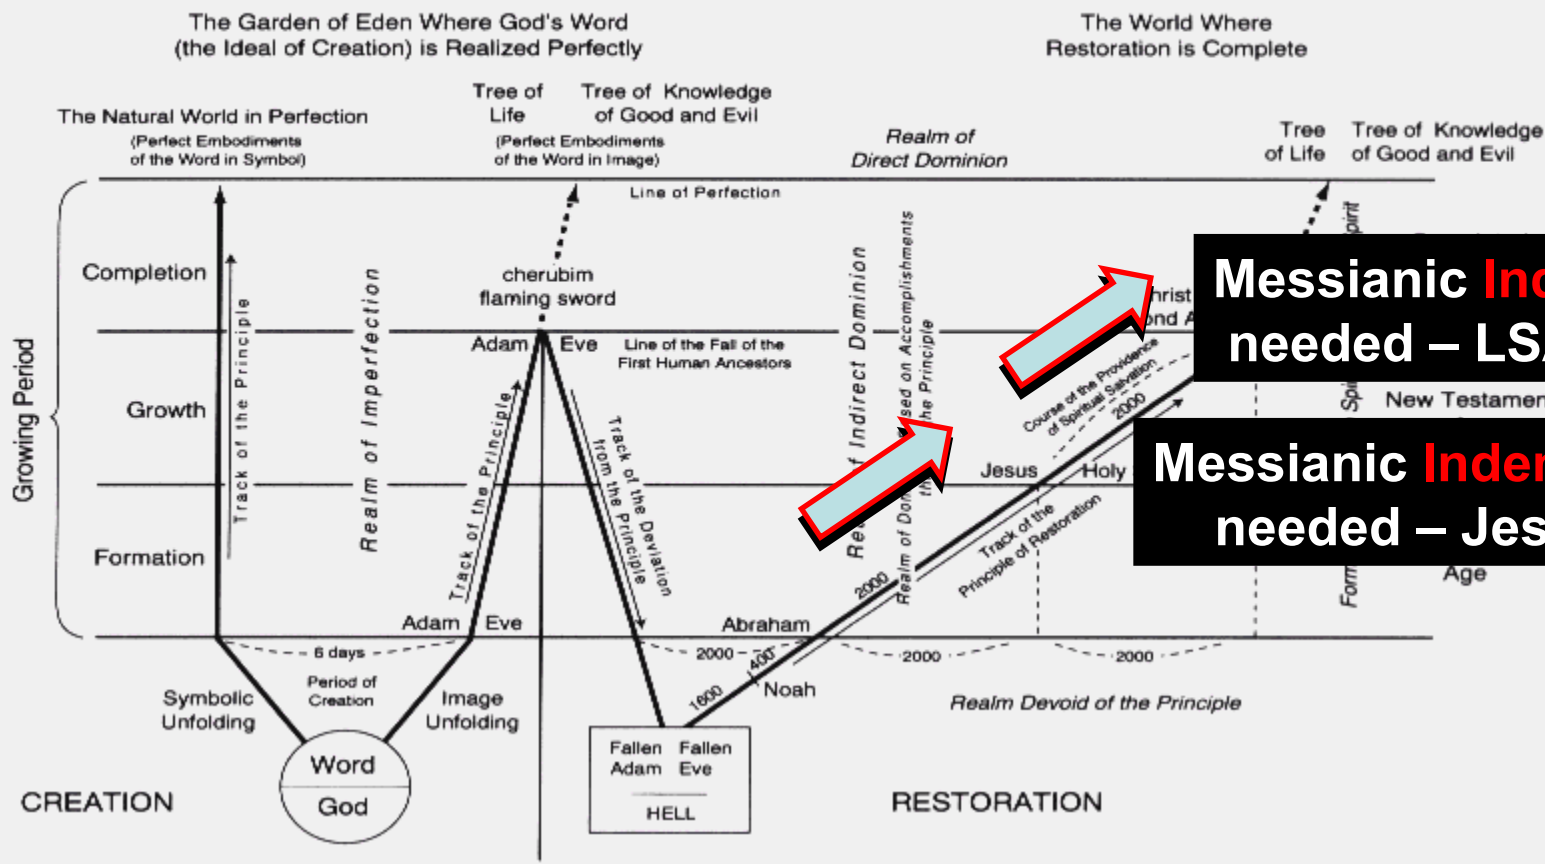 The Garden of Eden Where God's Word
(the Ideal of Creation) is Realized Perfectly
The World Where
Restoration is Complete
The Natural World in Perfection
(Perfect Embodiments
of the Word in Symbol)
Tree of
Life
Tree of Knowledge
of Good and Evil
(Perfect Embodiments
of the Word in Image)
Realm of
Direct Dominion
Tree
of Life
Tree of Knowledge
of Good and Evil
Line of Perfection
Growing Period
Completion
Growth
Formation
Track of the Principle
Realm of Imperfection
cherubim
flaming sword
Adam Eve
Line of the Fall of the
First Human Ancestors
Track of the Principle
Track of the Deviation
from the Principle
Indirect Dominion
Realm of
on Accomplishments
the Principle
Messianic
needed –
Course of the Providence
of Spiritual Salvation
2000
New
Messianic
needed –
Jesus
Holy
Track of the
Principle of Restoration
2000
Age
Adam Eve
Abraham
6 days
2000
2000
2000
400
1600
Noah
Period of
Creation
Symbolic
Unfolding
Image
Unfolding
Realm Devoid of the Principle
Word
God
Fallen Fallen
Adam Eve
HELL
CREATION
RESTORATION